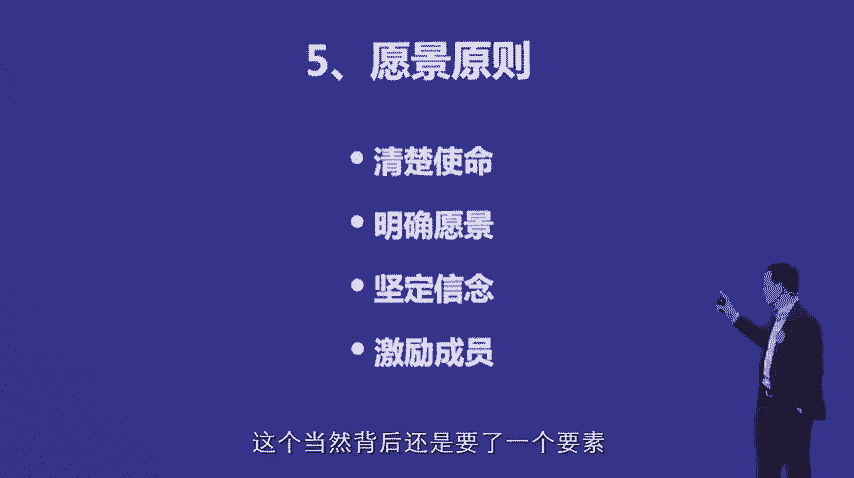 5、愿景原则
• 清楚使命
• 明确愿景
• 坚定信念
• 激励成员
这个当然背后还是要了一个要素